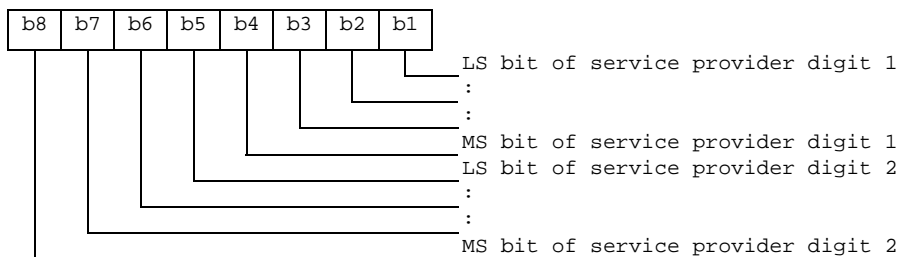 b8 b7 b6 b5 b4 b3 b2 b1
LS bit of service provider digit 1
:
:
MS bit of service provider digit 1
LS bit of service provider digit 2
:
:
MS bit of service provider digit 2